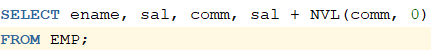 SELECT ename, sal, comm, sal + NVL(comm, 0)
FROM EMP;